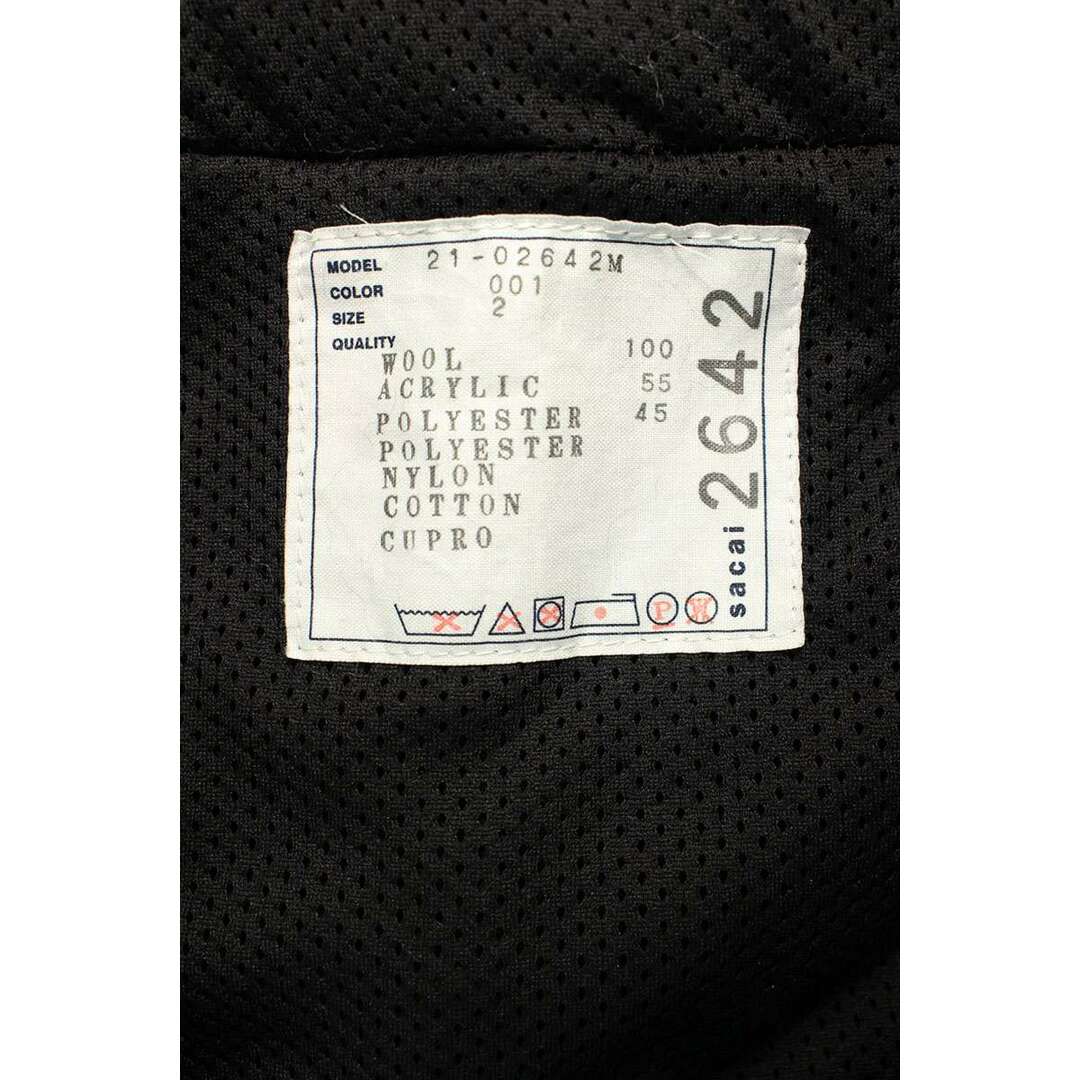 MODEL 21-02642M
COLOR 001
SIZE 2
QUALITY
WOOL 100
ACRYLIC 55
POLYESTER 45
POLYESTER
NYLON
COTTON
CUPRO
P W
sacai 2642